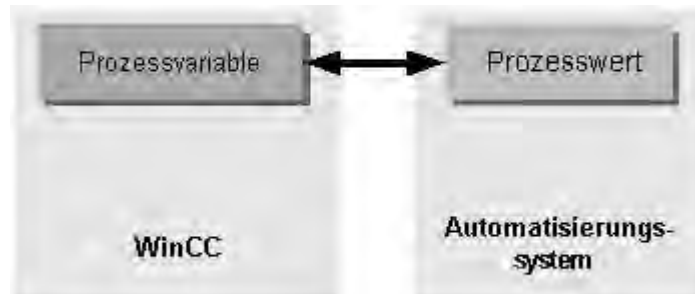 Prozessvariable
Prozesswert
WinCC
Automatisierungs-
system